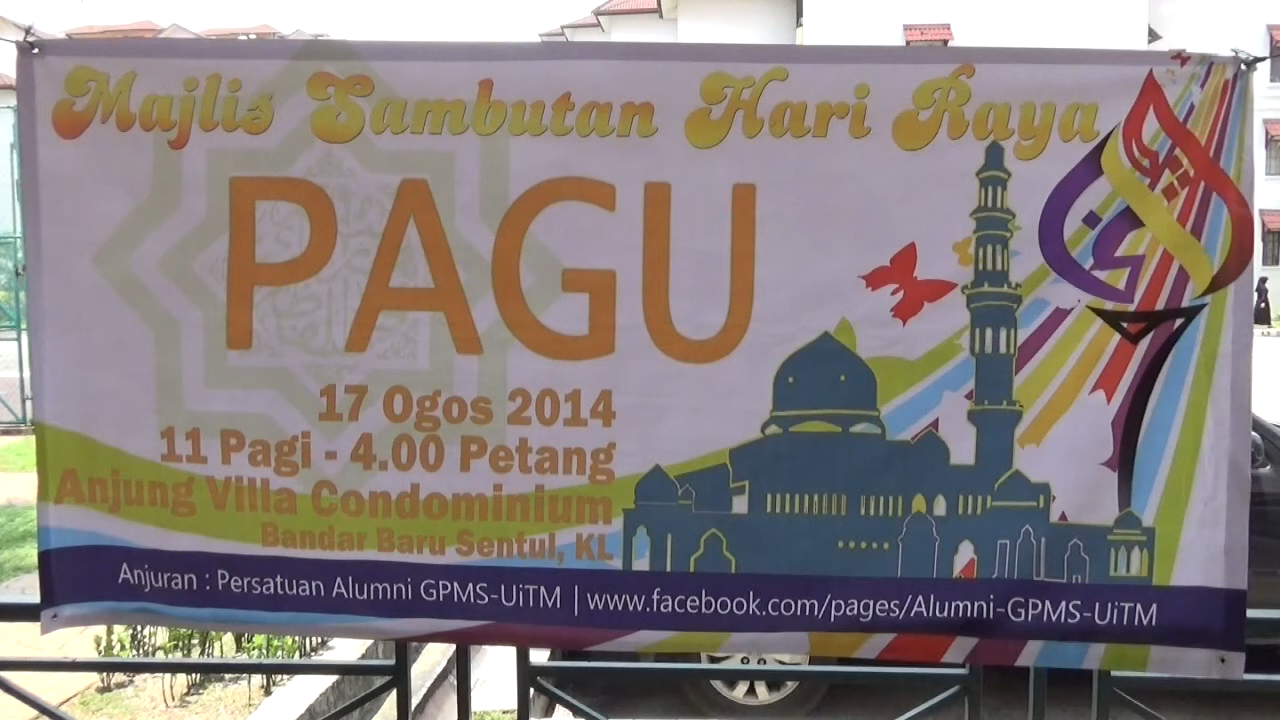 Majlis Sambutan Hari Raya
PAGU
17 Ogos 2014
11 Pagi - 4.00 Petang
Anjung Villa Condominium
Bandar Baru Sentul, KL
Anjuran : Persatuan Alumni GPMS-UiTM | www.facebook.com/pages/Alumni-GPMS-UiTM